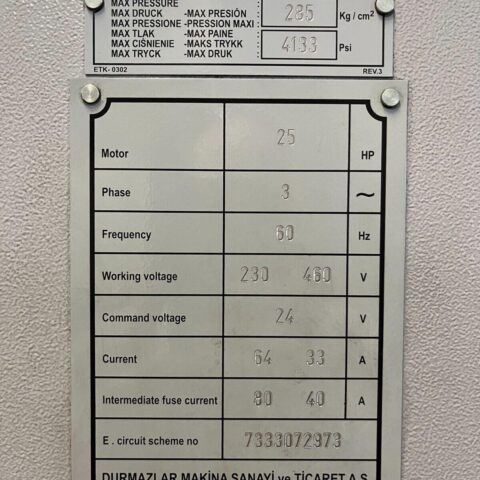 MAX PRESSURE
MAX DRUCK -MAX PRESIÓN
MAX PRESSIONE -PRESSION MAXI :
MAX TLAK -MAX PAINE :
MAX CIŚNIENIE -MAKS TRYKK :
MAX TRYCK -MAX DRUK :
285 Kg / cm²
4133 Psi
ETK- 0302 REV.3
Motor 25 HP
Phase 3 ~
Frequency 60 Hz
Working voltage 230 460 V
Command voltage 24 V
Current 64 33 A
Intermediate fuse current 80 40 A
E . circuit scheme no 7333072973
DURMAZLAR MAKİNA SANAYİ ve TİCARET A.Ş.